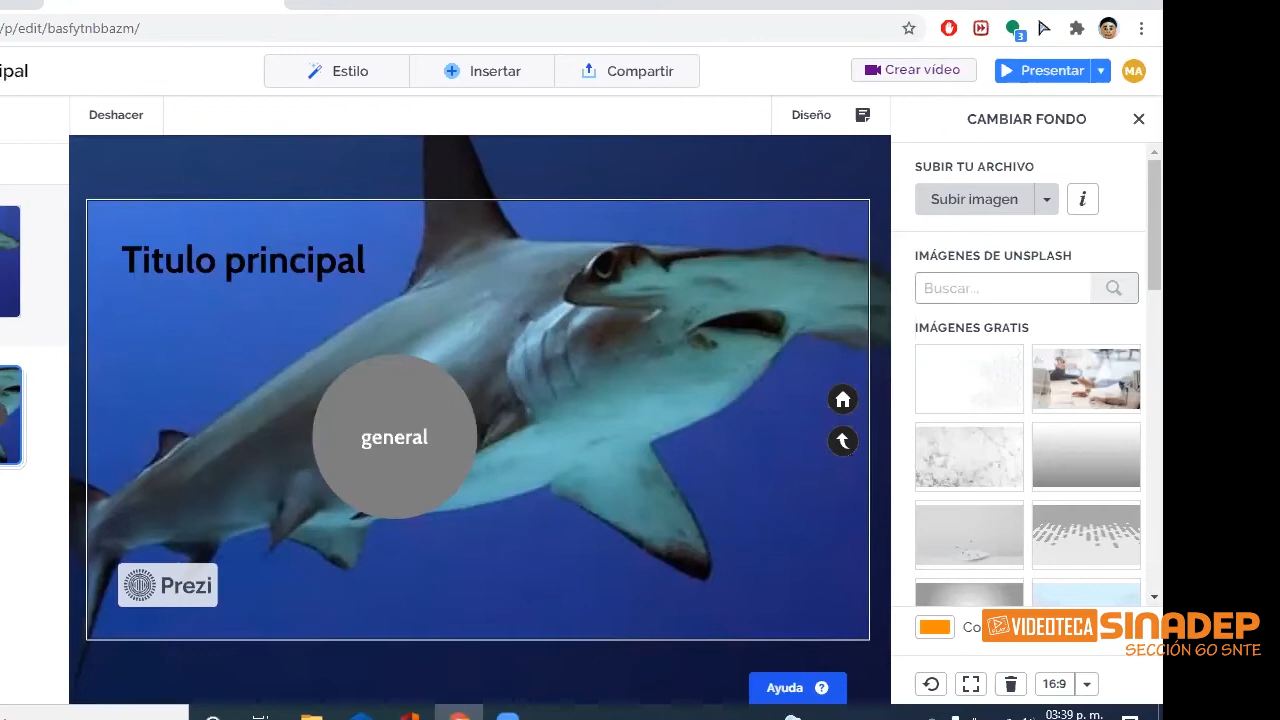 /p/edit/basfytnbbazm/
3
ipal
Estilo
Insertar
Compartir
Crear vídeo
Presentar
MA
Deshacer
Diseño
CAMBIAR FONDO
SUBIR TU ARCHIVO
Subir imagen
i
IMÁGENES DE UNSPLASH
Buscar...
IMÁGENES GRATIS
Titulo principal
general
Prezi
Co
VIDEOTECA SINADEP
SECCIÓN 60 SNTE
Ayuda ?
16:9
03:39 p. m.